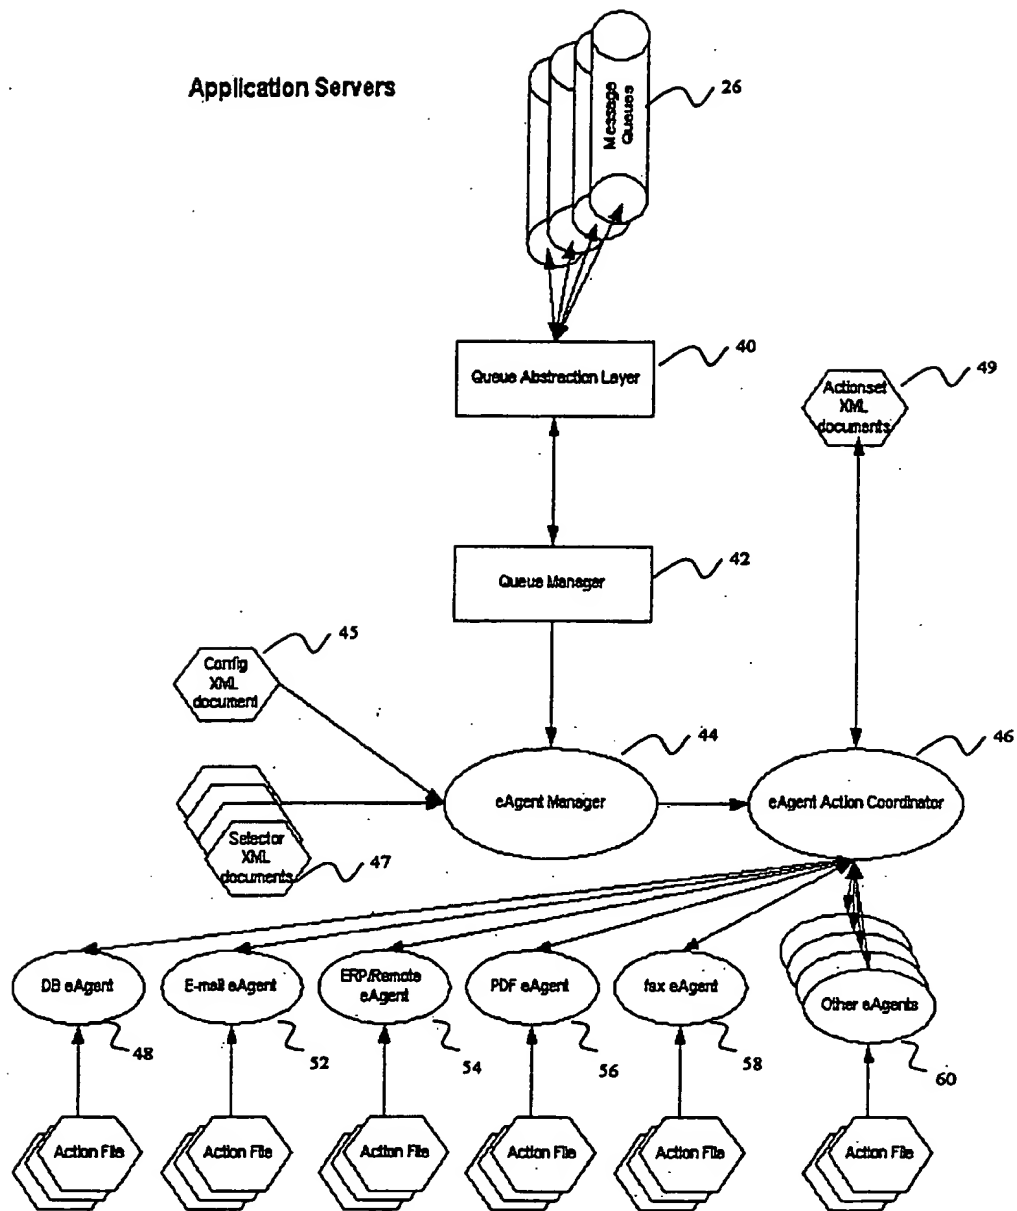 Application Servers
Message
Queues
26
Queue Abstraction Layer
40
Actionset
XML
documents
49
Queue Manager
42
Config
XML
document
45
eAgent Manager
44
eAgent Action Coordinator
46
Selector
XML
documents
47
DB eAgent
48
E-mail eAgent
52
ERP/Remote
eAgent
54
PDF eAgent
56
fax eAgent
58
Other eAgents
60
Action File
Action File
Action File
Action File
Action File
Action File